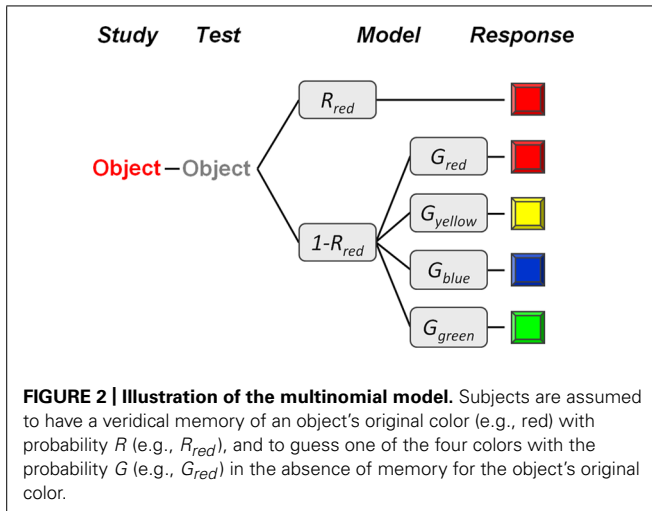 Study Test Model Response
R_red
G_red
Object – Object
G_yellow
1-R_red
G_blue
G_green
FIGURE 2 | Illustration of the multinomial model. Subjects are assumed
to have a veridical memory of an object's original color (e.g., red) with
probability R (e.g., R_red), and to guess one of the four colors with the
probability G (e.g., G_red) in the absence of memory for the object's original
color.